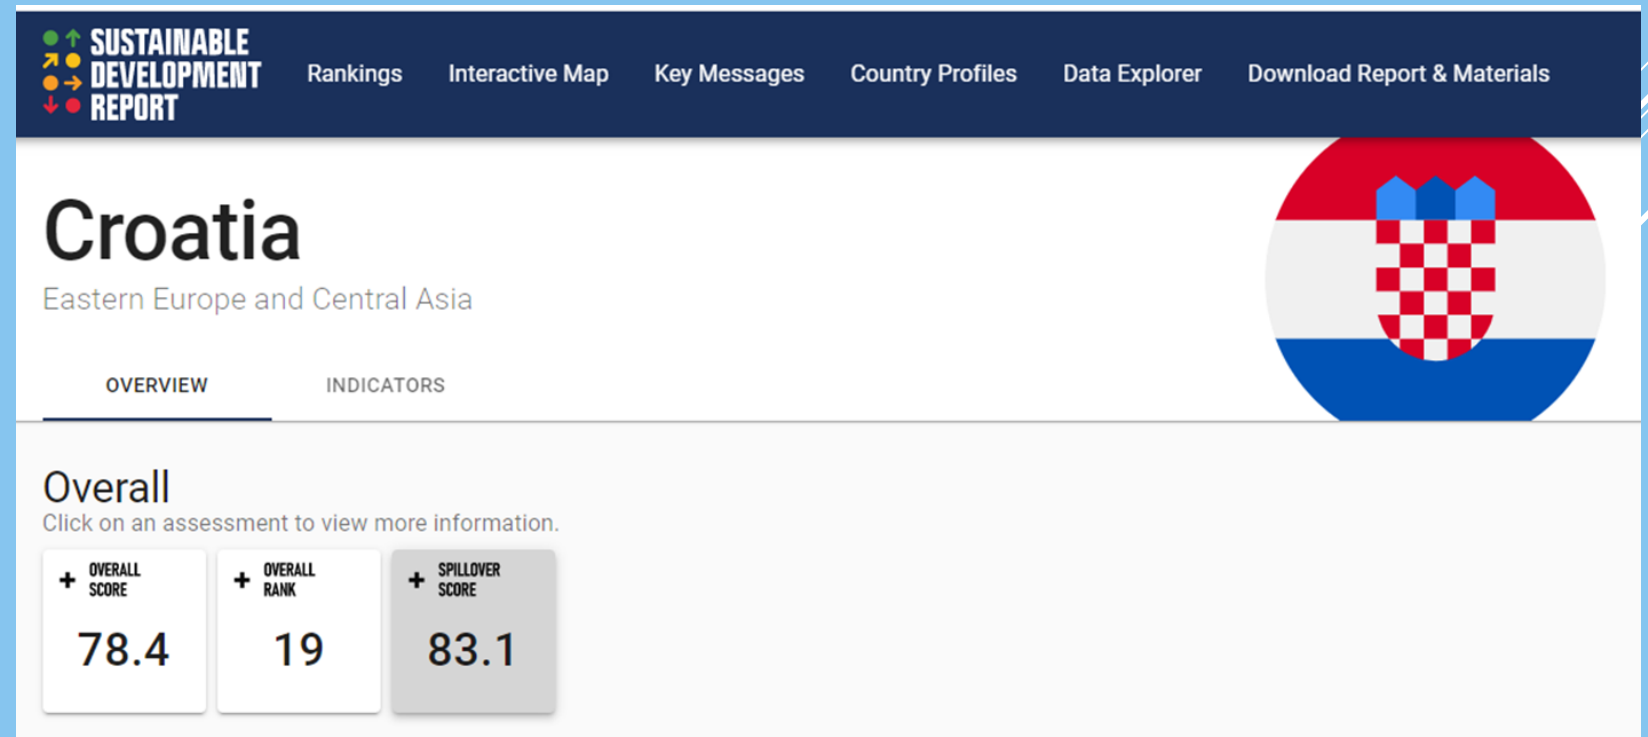 SUSTAINABLE
DEVELOPMENT
REPORT
Rankings Interactive Map Key Messages Country Profiles Data Explorer Download Report & Materials
Croatia
Eastern Europe and Central Asia
OVERVIEW INDICATORS
Overall
Click on an assessment to view more information.
+ OVERALL SCORE
78.4
+ OVERALL RANK
19
+ SPILLOVER SCORE
83.1